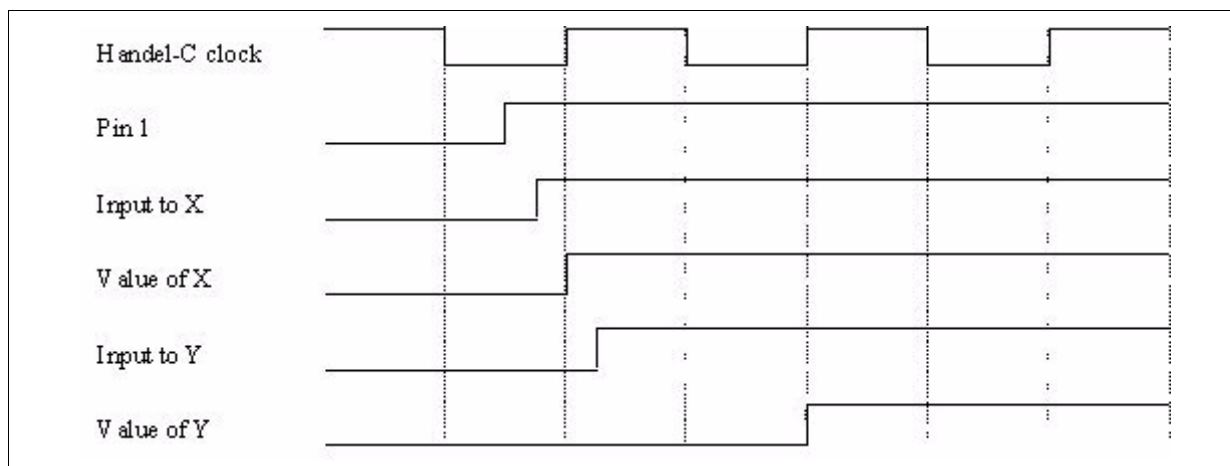 Handel-C clock
Pin 1
Input to X
Value of X
Input to Y
Value of Y